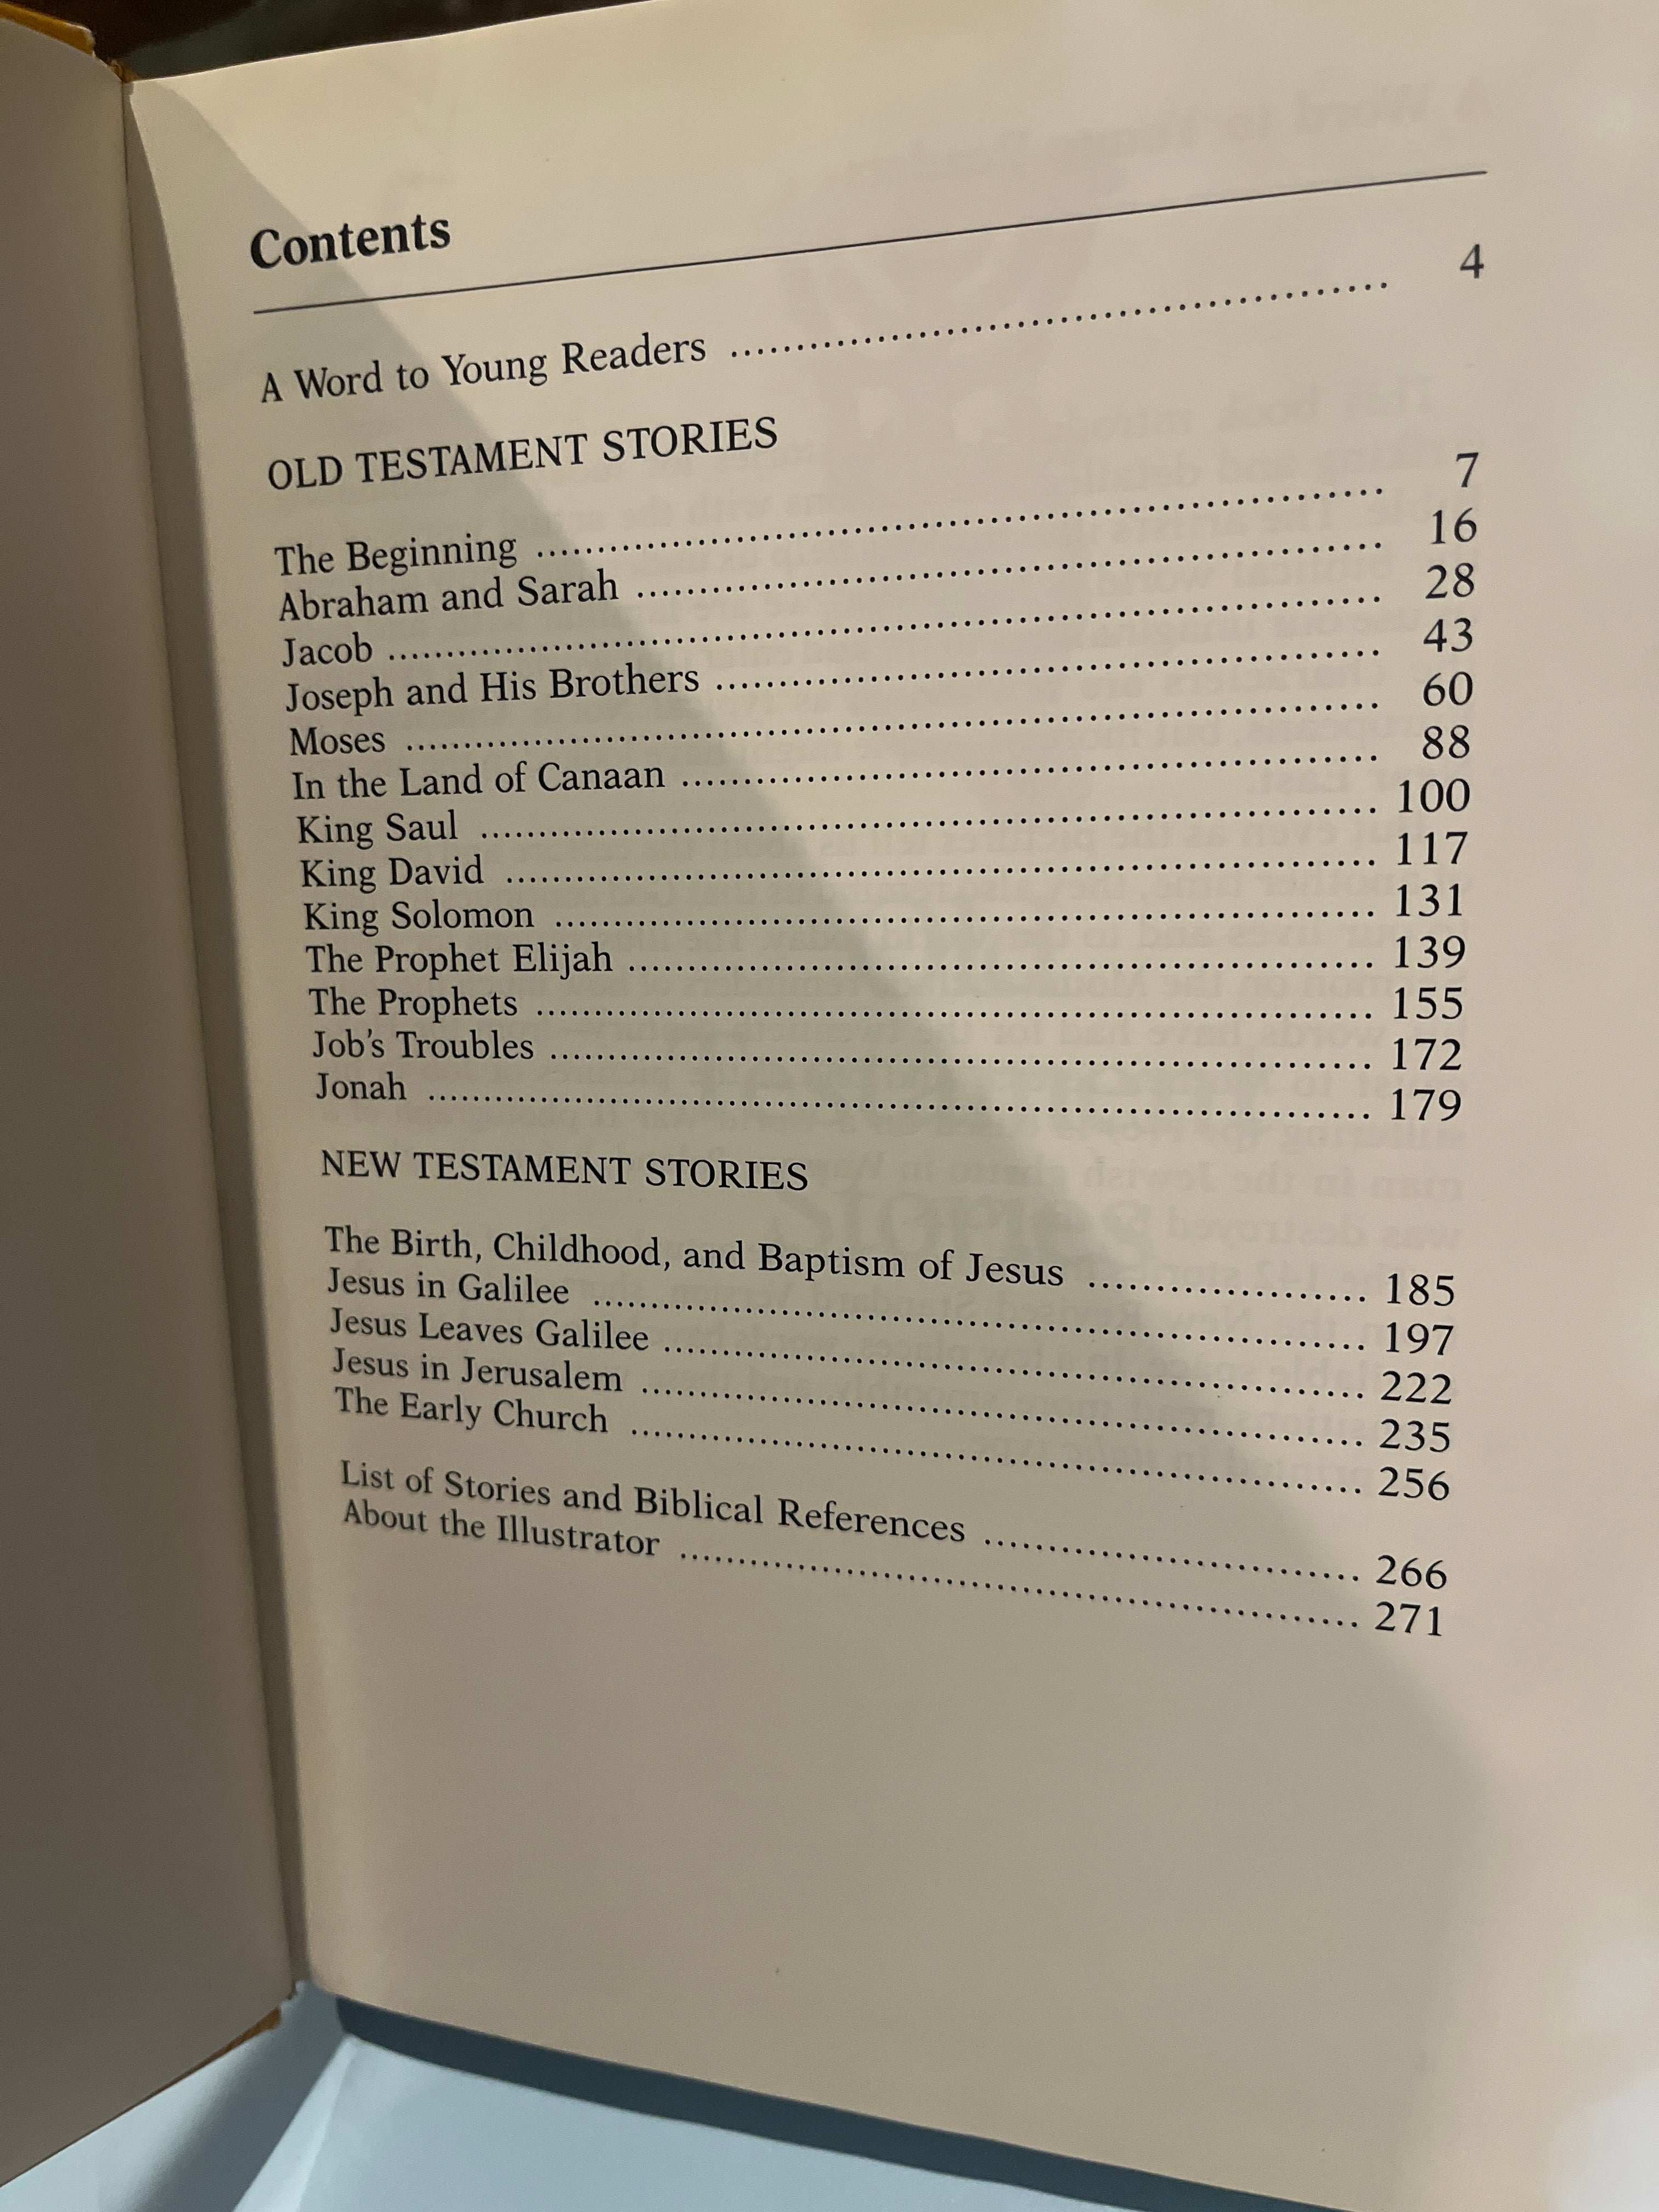 Contents
A Word to Young Readers ........................................ 4
OLD TESTAMENT STORIES
The Beginning ........................................ 7
Abraham and Sarah ........................................ 16
Jacob ........................................ 28
Joseph and His Brothers ........................................ 43
Moses ........................................ 60
In the Land of Canaan ........................................ 88
King Saul ........................................ 100
King David ........................................ 117
King Solomon ........................................ 131
The Prophet Elijah ........................................ 139
The Prophets ........................................ 155
Job's Troubles ........................................ 172
Jonah ........................................ 179
NEW TESTAMENT STORIES
The Birth, Childhood, and Baptism of Jesus .................... 185
Jesus in Galilee ........................................ 197
Jesus Leaves Galilee ........................................ 222
Jesus in Jerusalem ........................................ 235
The Early Church ........................................ 256
List of Stories and Biblical References .......................... 266
About the Illustrator ........................................ 271